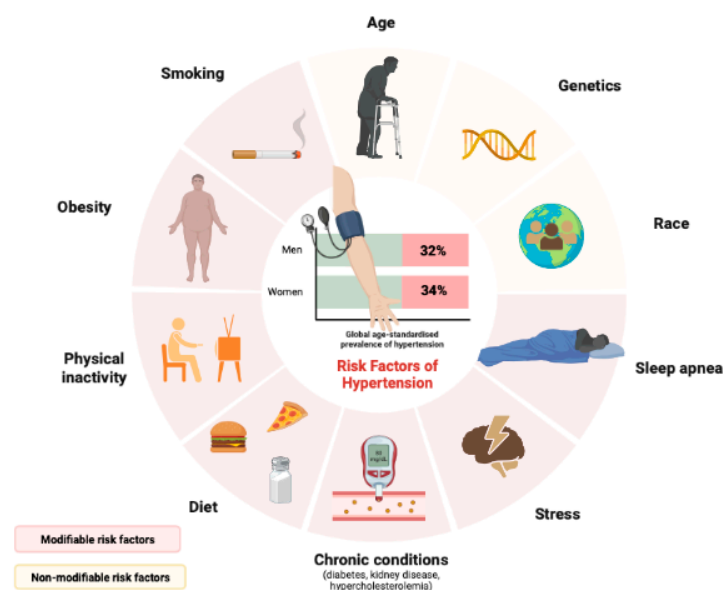 Age
Smoking
Genetics
Obesity
Race
Men
32%
Women
34%
Global age-standardised
prevalence of hypertension
Risk Factors of
Hypertension
Physical
inactivity
Sleep apnea
Diet
Stress
mg/dL
Chronic conditions
(diabetes, kidney disease,
hypercholesterolemia)
Modifiable risk factors
Non-modifiable risk factors